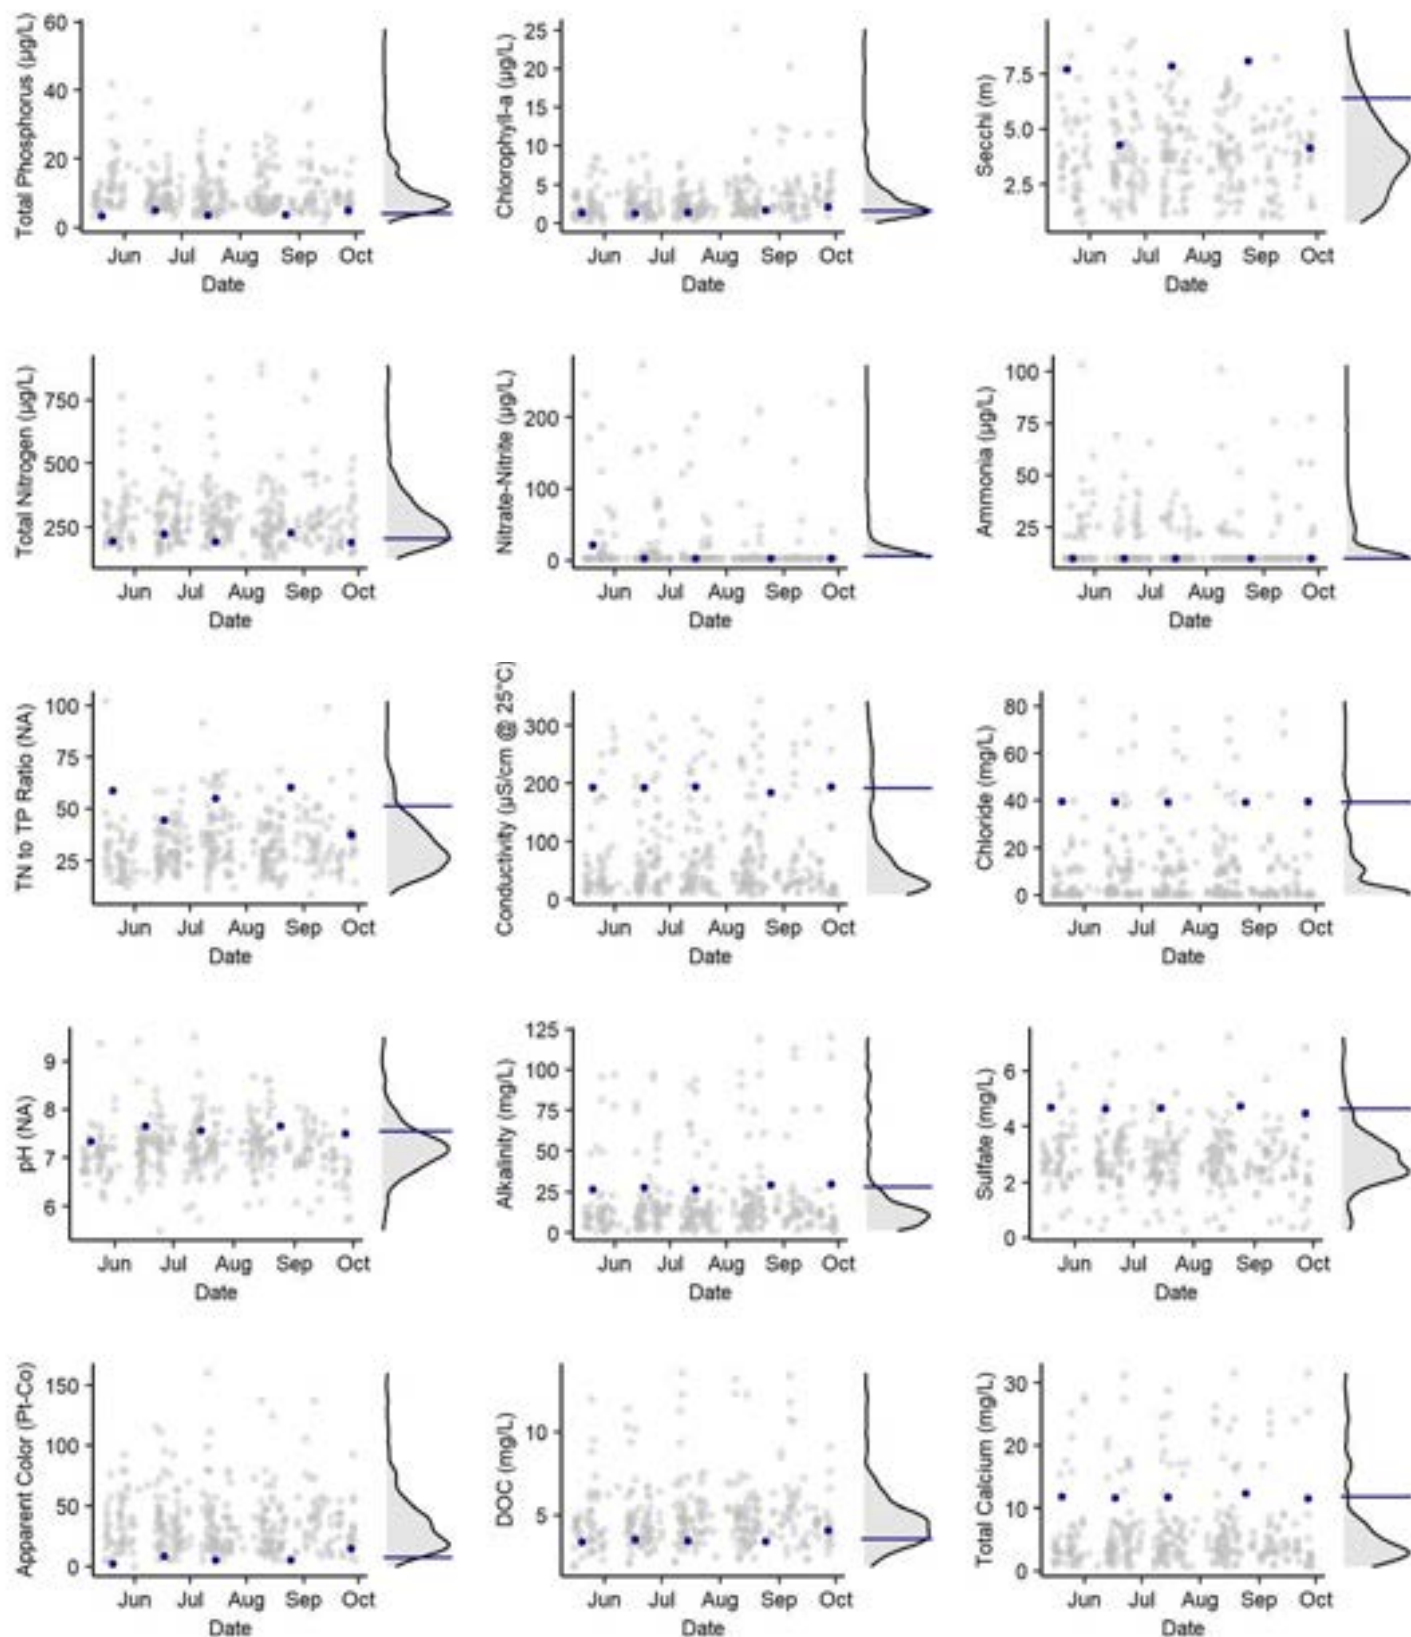 Total Phosphorus (µg/L)
60
40
20
0
Jun Jul Aug Sep Oct
Date
Chlorophyll-a (µg/L)
25
20
15
10
5
0
Jun Jul Aug Sep Oct
Date
Secchi (m)
7.5
5.0
2.5
Jun Jul Aug Sep Oct
Date
Total Nitrogen (µg/L)
750
500
250
Jun Jul Aug Sep Oct
Date
Nitrate-Nitrite (µg/L)
200
100
0
Jun Jul Aug Sep Oct
Date
Ammonia (µg/L)
100
75
50
25
Jun Jul Aug Sep Oct
Date
TN to TP Ratio (NA)
100
75
50
25
Jun Jul Aug Sep Oct
Date
Conductivity (µS/cm @ 25°C)
300
200
100
0
Jun Jul Aug Sep Oct
Date
Chloride (mg/L)
80
60
40
20
0
Jun Jul Aug Sep Oct
Date
pH (NA)
9
8
7
6
Jun Jul Aug Sep Oct
Date
Alkalinity (mg/L)
125
100
75
50
25
0
Jun Jul Aug Sep Oct
Date
Sulfate (mg/L)
6
4
2
0
Jun Jul Aug Sep Oct
Date
Apparent Color (Pt-Co)
150
100
50
0
Jun Jul Aug Sep Oct
Date
DOC (mg/L)
10
5
Jun Jul Aug Sep Oct
Date
Total Calcium (mg/L)
30
20
10
0
Jun Jul Aug Sep Oct
Date